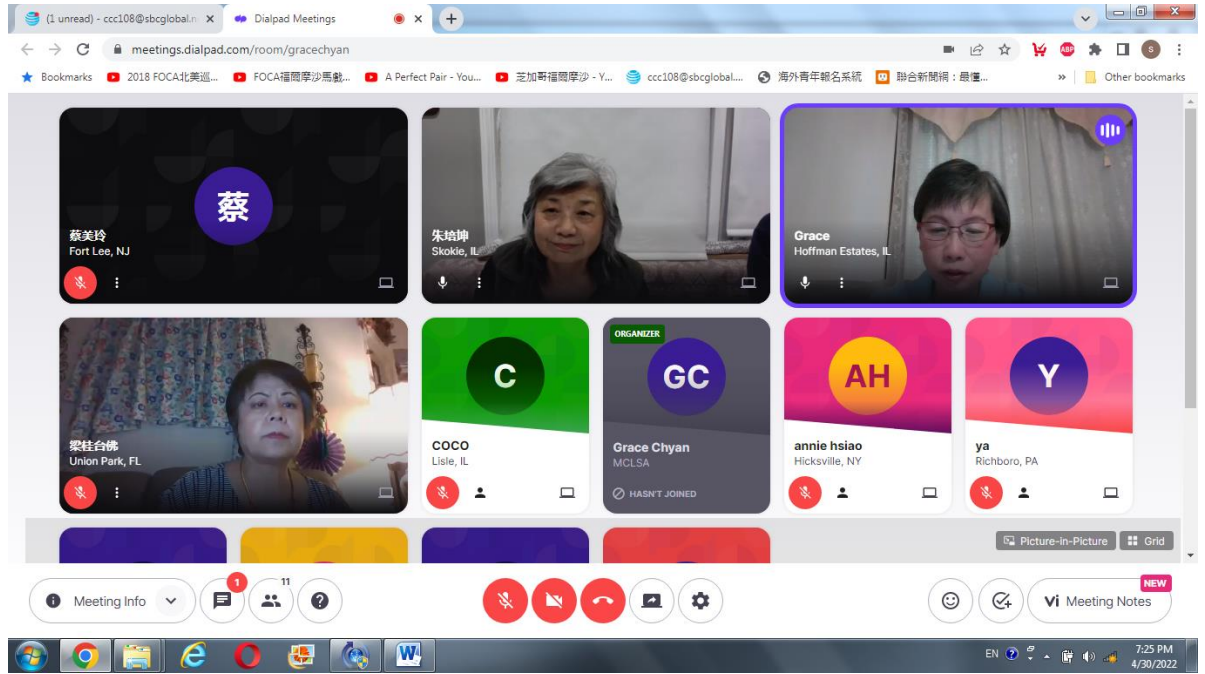 (1 unread) - ccc108@sbcglobal.n
Dialpad Meetings
meetings.dialpad.com/room/gracechyan
ABP
S
Bookmarks
2018 FOCA北美巡...
FOCA福爾摩沙馬戲...
A Perfect Pair - You...
芝加哥福爾摩沙 - Y...
ccc108@sbcglobal....
海外青年報名系統
聯合新聞網：最懂...
»
Other bookmarks
蔡
蔡美玲
Fort Lee, NJ
朱培坤
Skokie, IL
Grace
Hoffman Estates, IL
梁桂台佛
Union Park, FL
C
COCO
Lisle, IL
ORGANIZER
GC
Grace Chyan
MCLSA
HASN'T JOINED
AH
annie hsiao
Hicksville, NY
Y
ya
Richboro, PA
Picture-in-Picture
Grid
Meeting Info
1
11
NEW
Vi Meeting Notes
EN
7:25 PM
4/30/2022